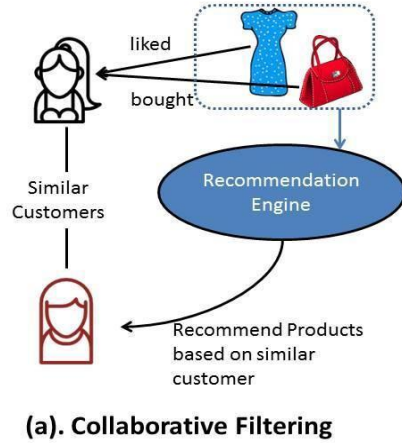 liked
bought
Similar
Customers
Recommendation
Engine
Recommend Products
based on similar
customer
(a). Collaborative Filtering